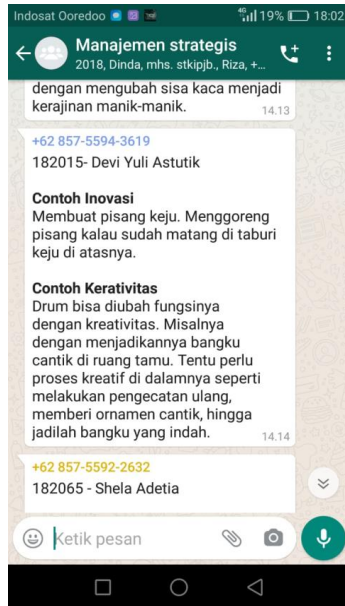 Indosat Ooredoo 4G 19% 18:02
Manajemen strategis
2018, Dinda, mhs. stkipjb., Riza, +...
dengan mengubah sisa kaca menjadi
kerajinan manik-manik.
14.13
+62 857-5594-3619
182015- Devi Yuli Astutik
Contoh Inovasi
Membuat pisang keju. Menggoreng
pisang kalau sudah matang di taburi
keju di atasnya.
Contoh Kerativitas
Drum bisa diubah fungsinya
dengan kreativitas. Misalnya
dengan menjadikannya bangku
cantik di ruang tamu. Tentu perlu
proses kreatif di dalamnya seperti
melakukan pengecatan ulang,
memberi ornamen cantik, hingga
jadilah bangku yang indah.
14.14
+62 857-5592-2632
182065 - Shela Adetia
Ketik pesan